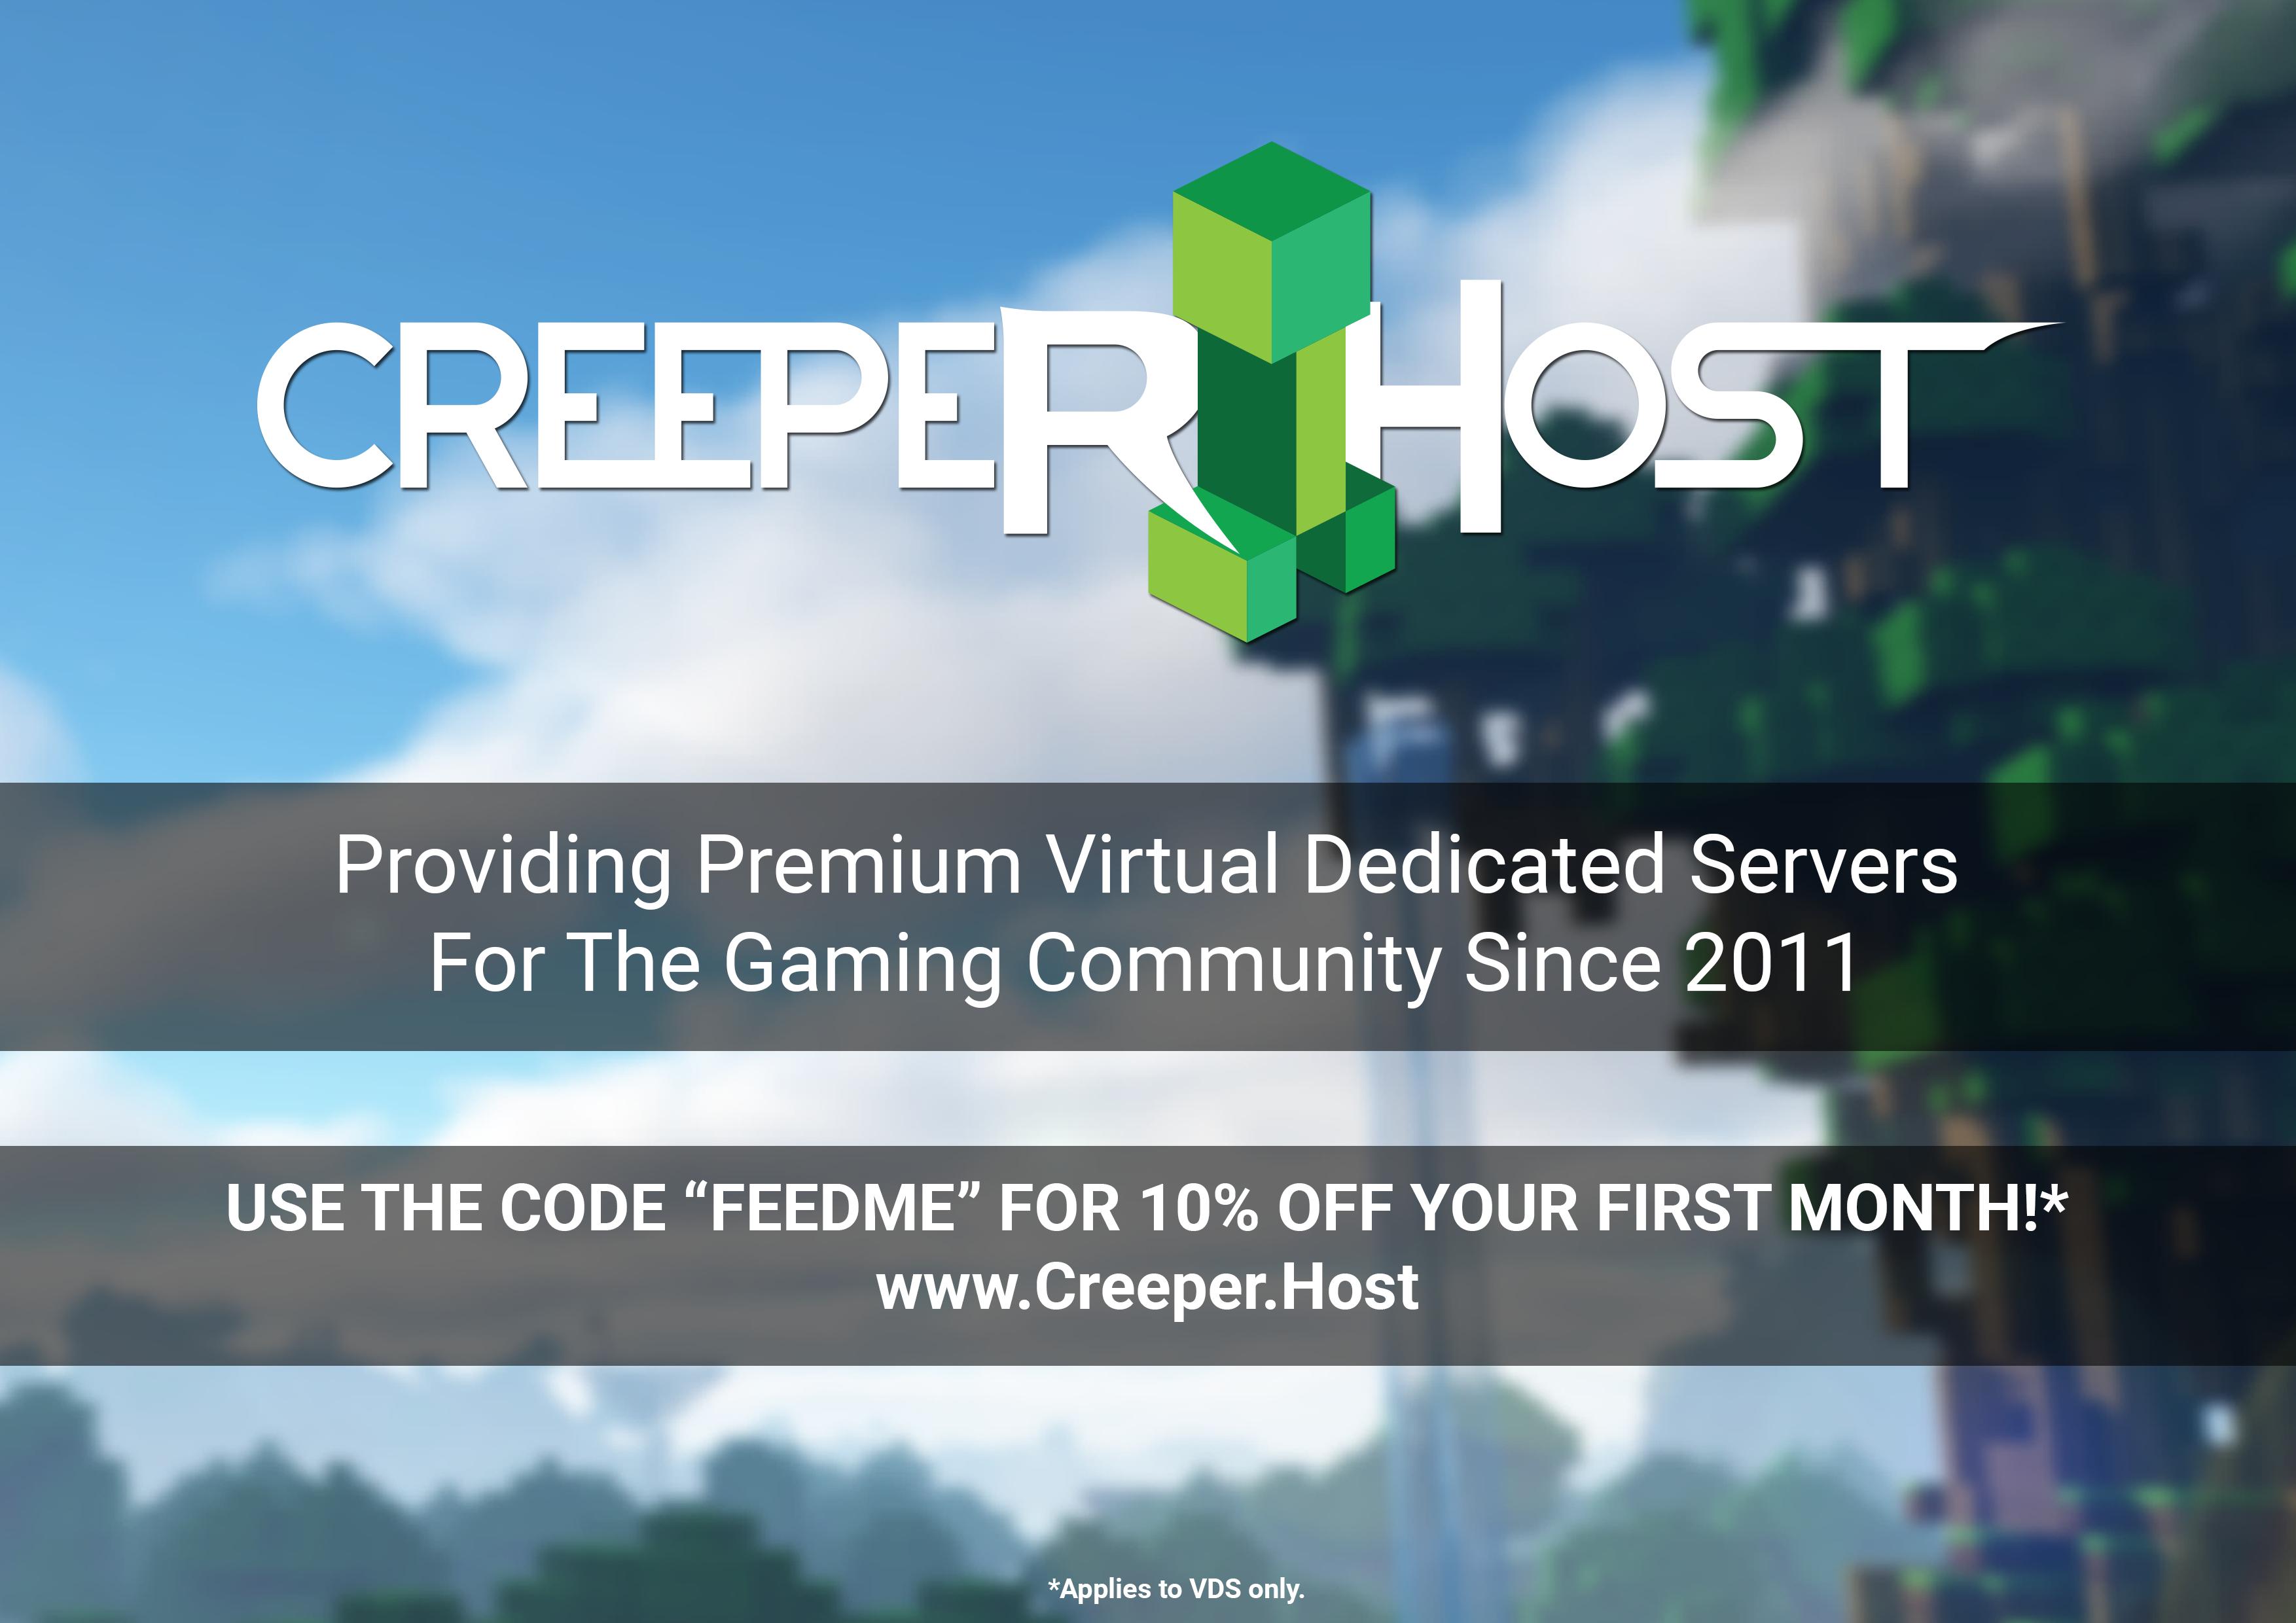 CREEPERHOST
Providing Premium Virtual Dedicated Servers
For The Gaming Community Since 2011
USE THE CODE “FEEDME” FOR 10% OFF YOUR FIRST MONTH!*
www.Creeper.Host
*Applies to VDS only.